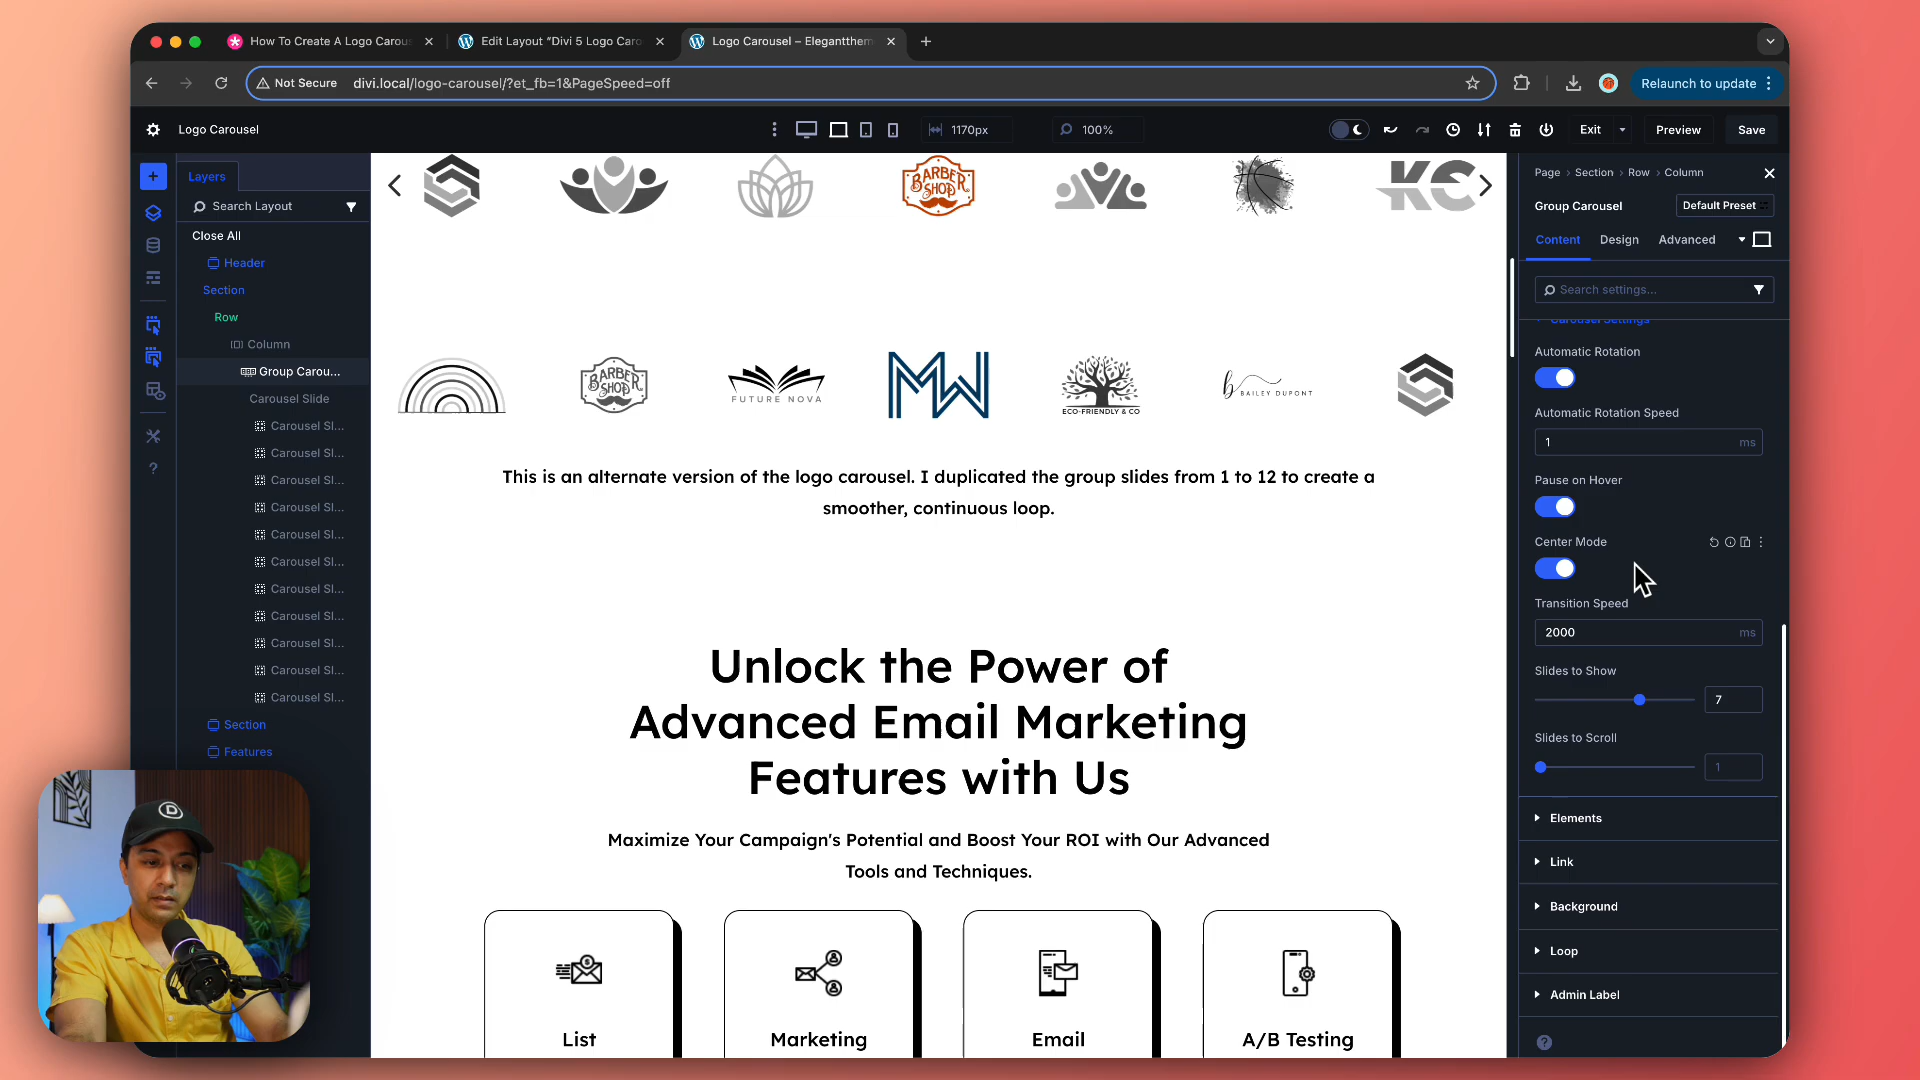 How To Create A Logo Carous
Edit Layout "Divi 5 Logo Caro
Logo Carousel – Elegantthem
Not Secure
divi.local/logo-carousel/?et_fb=1&PageSpeed=off
Relaunch to update
Logo Carousel
1170px
100%
Exit
Preview
Save
Layers
Search Layout
Close All
Header
Section
Row
Column
Group Carou...
Carousel Slide
Carousel Sl...
Carousel Sl...
Carousel Sl...
Carousel Sl...
Carousel Sl...
Carousel Sl...
Carousel Sl...
Carousel Sl...
Carousel Sl...
Carousel Sl...
Carousel Sl...
Section
Features
BARBER
SHOP
KC
BARBER
SHOP
FUTURE NOVA
MW
ECO-FRIENDLY & CO
b BAILEY DUPONT
This is an alternate version of the logo carousel. I duplicated the group slides from 1 to 12 to create a
smoother, continuous loop.
Unlock the Power of
Advanced Email Marketing
Features with Us
Maximize Your Campaign's Potential and Boost Your ROI with Our Advanced
Tools and Techniques.
List
Marketing
Email
A/B Testing
Page > Section > Row > Column
Group Carousel
Default Preset
Content
Design
Advanced
Search settings...
Carousel Settings
Automatic Rotation
Automatic Rotation Speed
1
ms
Pause on Hover
Center Mode
Transition Speed
2000
ms
Slides to Show
7
Slides to Scroll
1
Elements
Link
Background
Loop
Admin Label